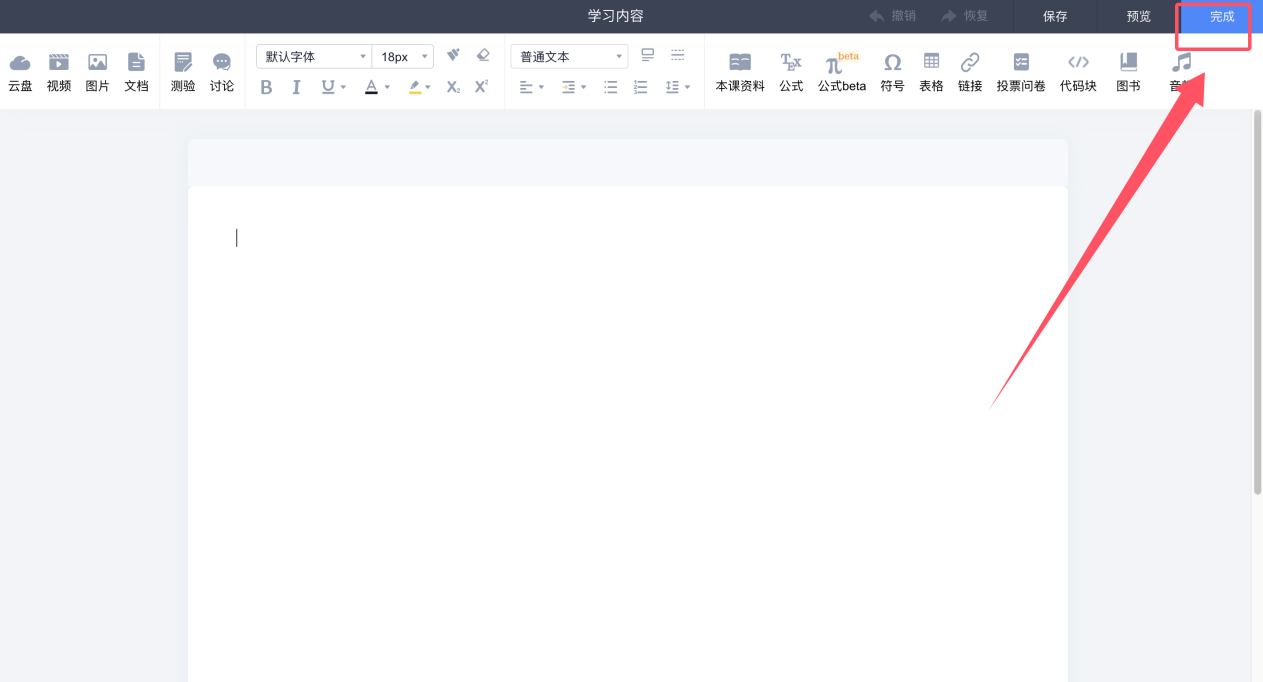 学习内容 撤销 恢复 保存 预览 完成
默认字体 18px 普通文本
云盘 视频 图片 文档 测验 讨论 B I U A X₂ X² 本课资料 公式 公式beta 符号 表格 链接 投票问卷 代码块 图书 音
TEX π beta Ω </>